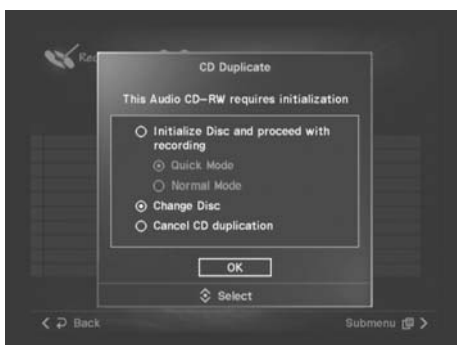 Rec
CD Duplicate
This Audio CD-RW requires initialization
Initialize Disc and proceed with
recording
Quick Mode
Normal Mode
Change Disc
Cancel CD duplication
OK
Select
Back
Submenu